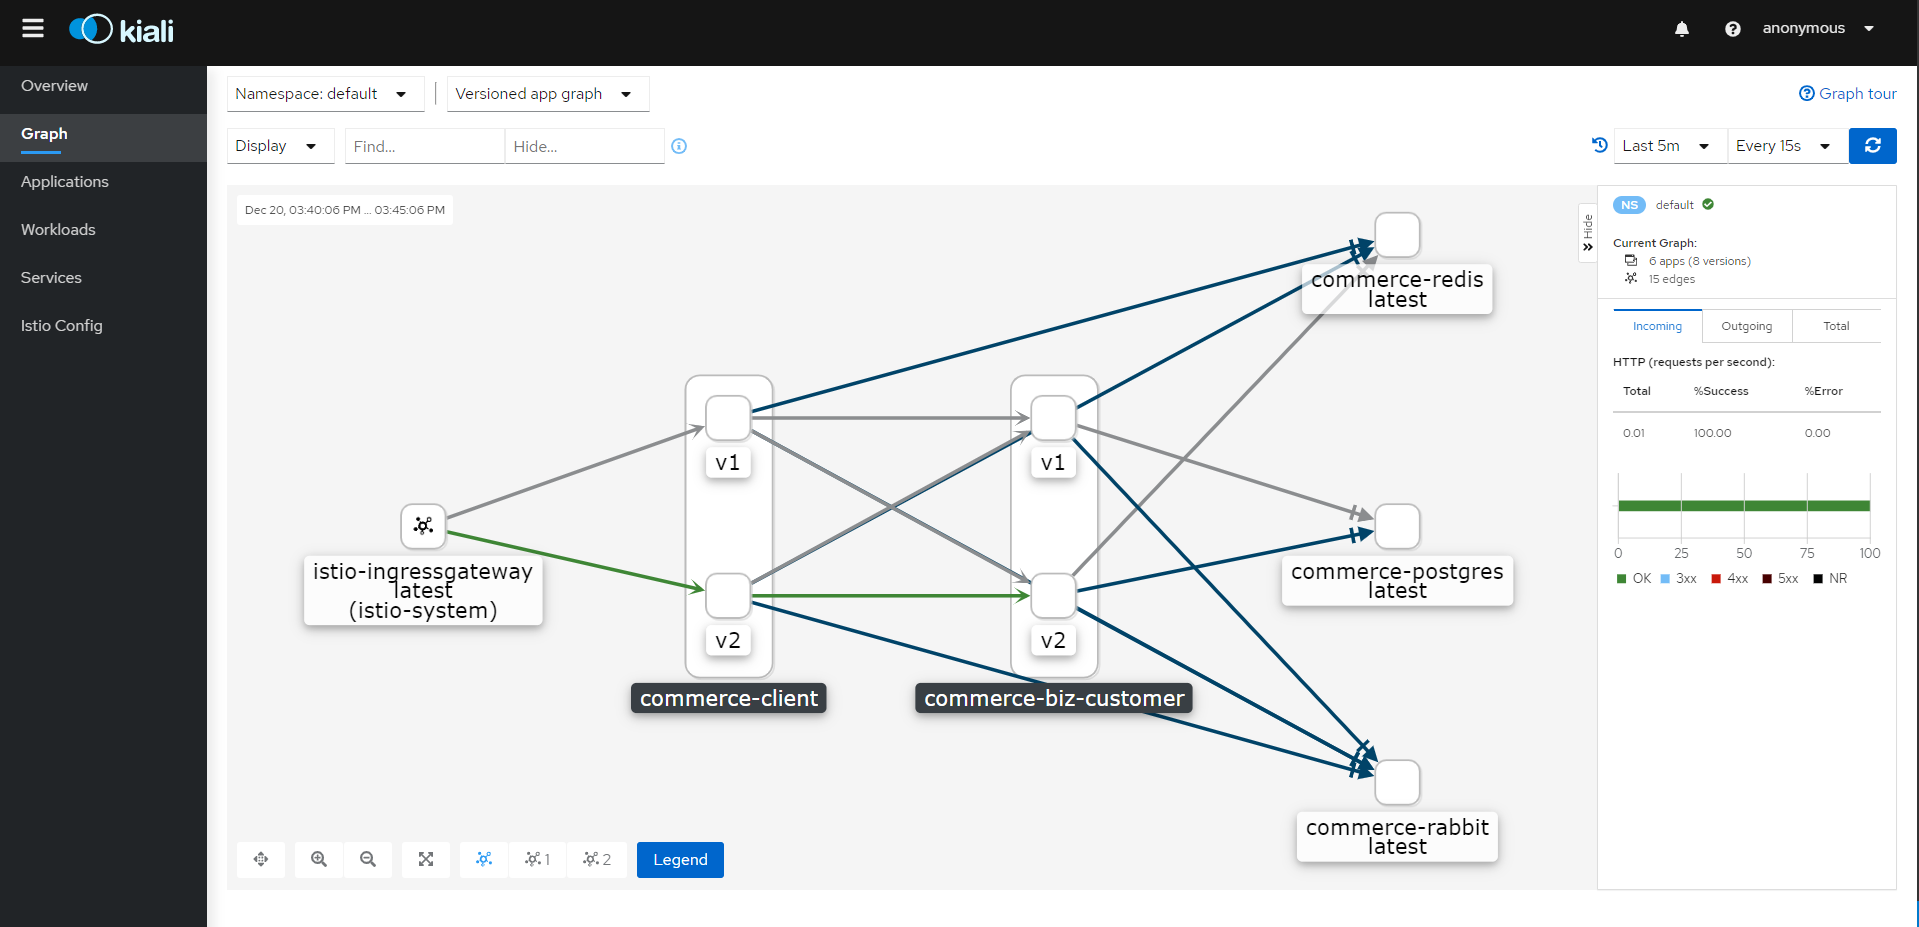 kiali
anonymous
Overview
Graph
Applications
Workloads
Services
Istio Config
Namespace: default
Versioned app graph
Graph tour
Display
Find...
Hide...
Last 5m
Every 15s
Dec 20, 03:40:06 PM ... 03:45:06 PM
Hide
commerce-redis
latest
v1
v1
istio-ingressgateway
latest
(istio-system)
commerce-postgres
latest
v2
v2
commerce-client
commerce-biz-customer
commerce-rabbit
latest
1
2
Legend
NS default
Current Graph:
6 apps (8 versions)
15 edges
Incoming Outgoing Total
HTTP (requests per second):
Total %Success %Error
0.01 100.00 0.00
0 25 50 75 100
OK 3xx 4xx 5xx NR